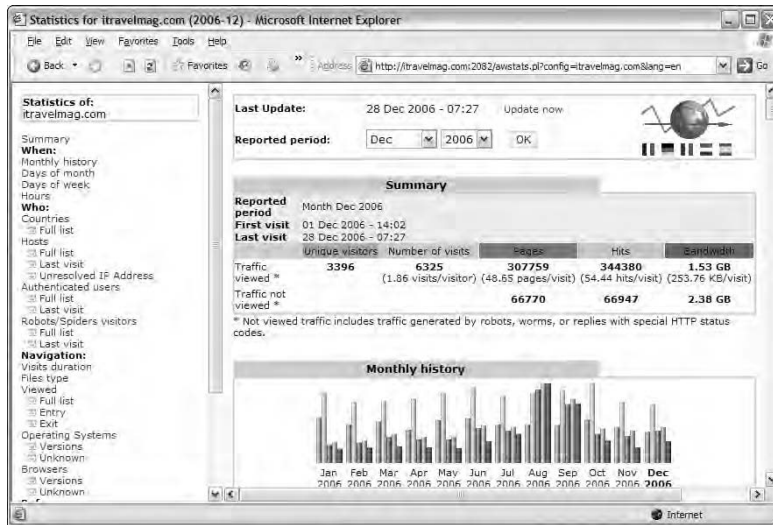 Statistics for itravelmag.com (2006-12) - Microsoft Internet Explorer
File Edit View Favorites Tools Help
Back Favorites » Address http://itravelmag.com:2082/awstats.pl?config=itravelmag.com&lang=en Go
Statistics of:
itravelmag.com
Summary
When:
Monthly history
Days of month
Days of week
Hours
Who:
Countries
Full list
Hosts
Full list
Last visit
Unresolved IP Address
Authenticated users
Full list
Last visit
Robots/Spiders visitors
Full list
Last visit
Navigation:
Visits duration
Files type
Viewed
Full list
Entry
Exit
Operating Systems
Versions
Unknown
Browsers
Versions
Unknown
Last Update: 28 Dec 2006 - 07:27 Update now
Reported period: Dec 2006 OK
Summary
Reported period Month Dec 2006
First visit 01 Dec 2006 - 14:02
Last visit 28 Dec 2006 - 07:27
Unique visitors Number of visits Pages Hits Bandwidth
Traffic viewed * 3396 6325 307759 344380 1.53 GB
(1.86 visits/visitor) (48.65 pages/visit) (54.44 hits/visit) (253.76 KB/visit)
Traffic not viewed * 66770 66947 2.38 GB
* Not viewed traffic includes traffic generated by robots, worms, or replies with special HTTP status
codes.
Monthly history
Jan Feb Mar Apr May Jun Jul Aug Sep Oct Nov Dec
2006 2006 2006 2006 2006 2006 2006 2006 2006 2006 2006 2006
Internet